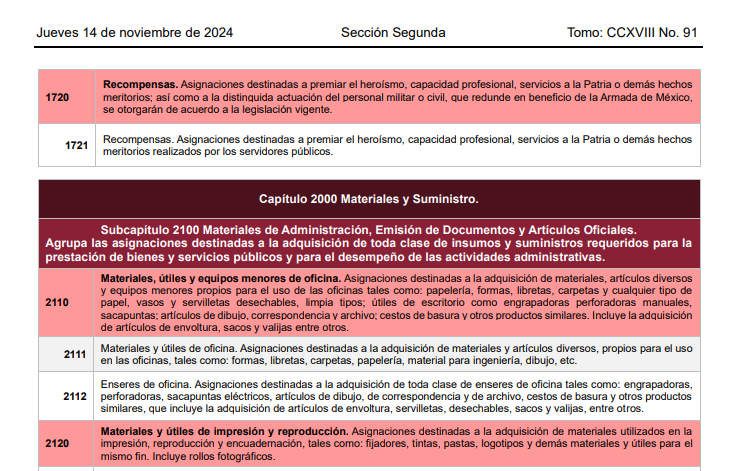 Jueves 14 de noviembre de 2024 Sección Segunda Tomo: CCXVIII No. 91
1720 Recompensas. Asignaciones destinadas a premiar el heroísmo, capacidad profesional, servicios a la Patria o demás hechos
meritorios; así como a la distinguida actuación del personal militar o civil, que redunde en beneficio de la Armada de México,
se otorgarán de acuerdo a la legislación vigente.
1721 Recompensas. Asignaciones destinadas a premiar el heroísmo, capacidad profesional, servicios a la Patria o demás hechos
meritorios realizados por los servidores públicos.
Capítulo 2000 Materiales y Suministro.
Subcapítulo 2100 Materiales de Administración, Emisión de Documentos y Artículos Oficiales.
Agrupa las asignaciones destinadas a la adquisición de toda clase de insumos y suministros requeridos para la
prestación de bienes y servicios públicos y para el desempeño de las actividades administrativas.
2110 Materiales, útiles y equipos menores de oficina. Asignaciones destinadas a la adquisición de materiales, artículos diversos
y equipos menores propios para el uso de las oficinas tales como: papelería, formas, libretas, carpetas y cualquier tipo de
papel, vasos y servilletas desechables, limpia tipos; útiles de escritorio como engrapadoras perforadoras manuales,
sacapuntas; artículos de dibujo, correspondencia y archivo; cestos de basura y otros productos similares. Incluye la adquisición
de artículos de envoltura, sacos y valijas entre otros.
2111 Materiales y útiles de oficina. Asignaciones destinadas a la adquisición de materiales y artículos diversos, propios para el uso
en las oficinas, tales como: formas, libretas, carpetas, papelería, material para ingeniería, dibujo, etc.
2112 Enseres de oficina. Asignaciones destinadas a la adquisición de toda clase de enseres de oficina tales como: engrapadoras,
perforadoras, sacapuntas eléctricos, artículos de dibujo, de correspondencia y de archivo, cestos de basura y otros productos
similares, que incluye la adquisición de artículos de envoltura, servilletas, desechables, sacos y valijas, entre otros.
2120 Materiales y útiles de impresión y reproducción. Asignaciones destinadas a la adquisición de materiales utilizados en la
impresión, reproducción y encuadernación, tales como: fijadores, tintas, pastas, logotipos y demás materiales y útiles para el
mismo fin. Incluye rollos fotográficos.